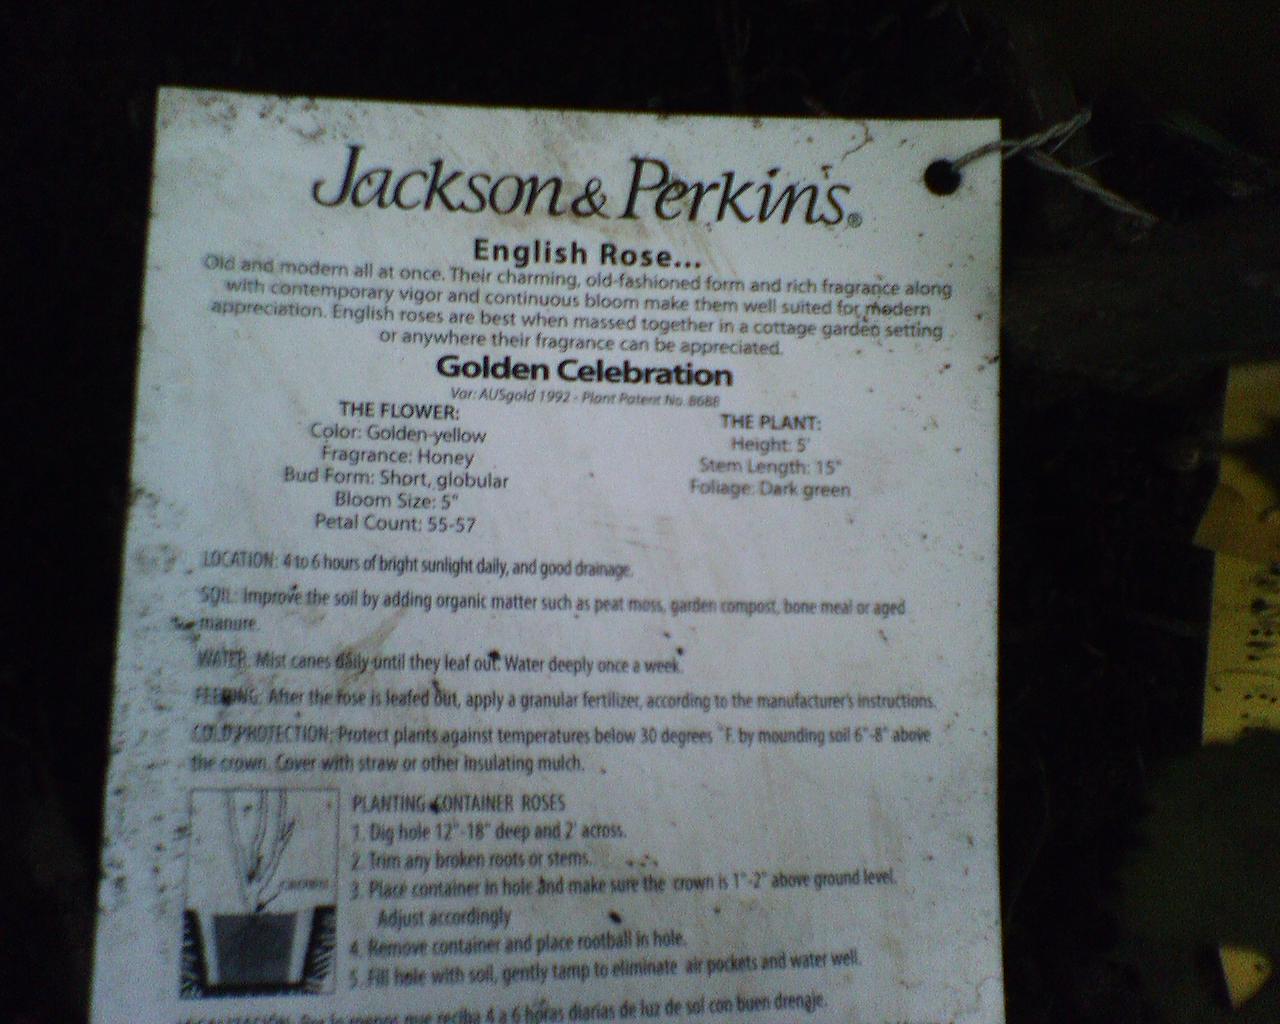 Jackson & Perkins®
English Rose...
Old and modern all at once. Their charming, old-fashioned form and rich fragrance along
with contemporary vigor and continuous bloom make them well suited for modern
appreciation. English roses are best when massed together in a cottage garden setting
or anywhere their fragrance can be appreciated.
Golden Celebration
Var: AUSgold 1992 - Plant Patent No. 8688
THE FLOWER:
Color: Golden-yellow
Fragrance: Honey
Bud Form: Short, globular
Bloom Size: 5"
Petal Count: 55-57
THE PLANT:
Height: 5'
Stem Length: 15"
Foliage: Dark green
LOCATION: 4 to 6 hours of bright sunlight daily, and good drainage.
SOIL: Improve the soil by adding organic matter such as peat moss, garden compost, bone meal or aged
manure.
WATER: Mist canes daily until they leaf out. Water deeply once a week.
FEEDING: After the rose is leafed out, apply a granular fertilizer, according to the manufacturer's instructions.
COLD PROTECTION: Protect plants against temperatures below 30 degrees °F. by mounding soil 6"-8" above
the crown. Cover with straw or other insulating mulch.
CROWN
PLANTING CONTAINER ROSES
1. Dig hole 12"-18" deep and 2' across.
2. Trim any broken roots or stems.
3. Place container in hole and make sure the crown is 1"-2" above ground level.
Adjust accordingly
4. Remove container and place rootball in hole.
5. Fill hole with soil, gently tamp to eliminate air pockets and water well.
Por lo menos que reciba 4 a 6 horas diarias de luz de sol con buen drenaje.